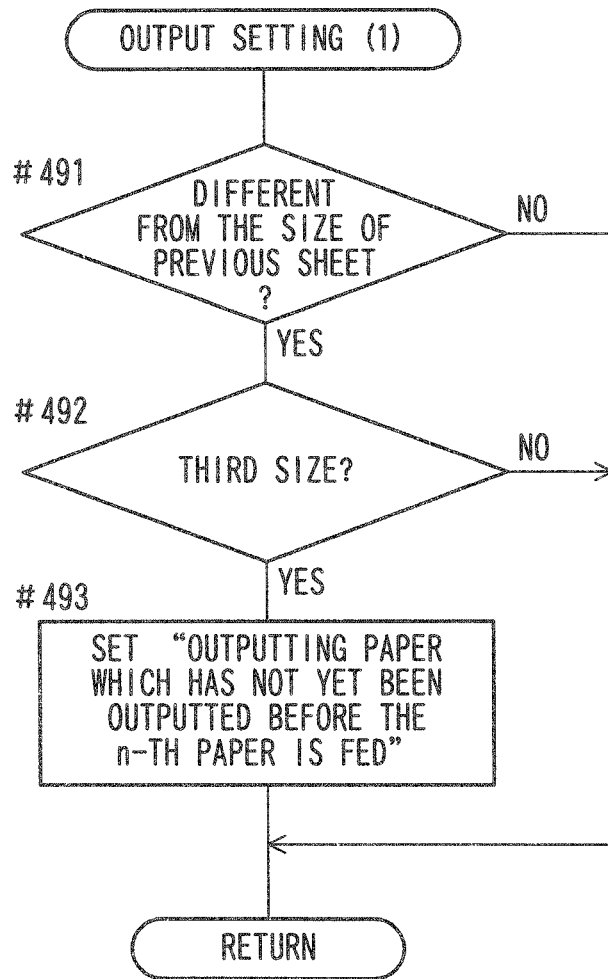 OUTPUT SETTING (1)
#491
DIFFERENT
FROM THE SIZE OF
PREVIOUS SHEET
?
NO
YES
#492
THIRD SIZE?
NO
YES
#493
SET “OUTPUTTING PAPER
WHICH HAS NOT YET BEEN
OUTPUTTED BEFORE THE
n-TH PAPER IS FED”
RETURN